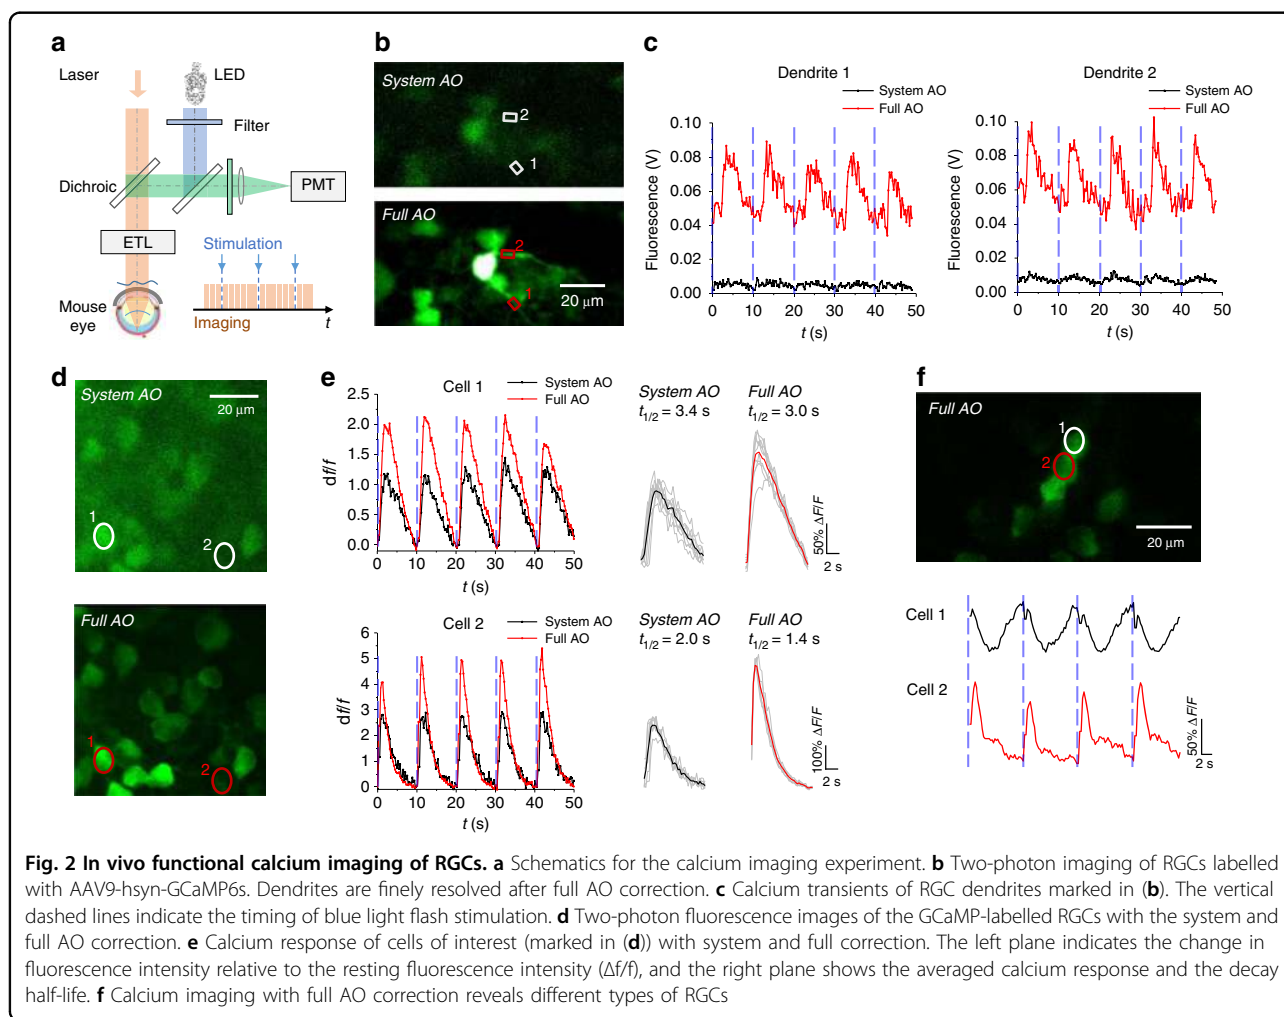 a
Laser
LED
Filter
Dichroic
PMT
ETL
Stimulation
Mouse
eye
Imaging
t
b
System AO
2
1
Full AO
2
1
20 μm
c
Dendrite 1
System AO
Full AO
Fluorescence (V)
0.10
0.08
0.06
0.04
0.02
0.00
0 10 20 30 40 50
t (s)
Dendrite 2
System AO
Full AO
Fluorescence (V)
0.10
0.08
0.06
0.04
0.02
0.00
0 10 20 30 40 50
t (s)
d
System AO
20 μm
1
2
Full AO
1
2
e
Cell 1
System AO
Full AO
df/f
2.5
2.0
1.5
1.0
0.5
0.0
0 10 20 30 40 50
t (s)
System AO
t1/2 = 3.4 s
Full AO
t1/2 = 3.0 s
50% ΔF/F
2 s
Cell 2
System AO
Full AO
df/f
6
5
4
3
2
1
0
0 10 20 30 40 50
t (s)
System AO
t1/2 = 2.0 s
Full AO
t1/2 = 1.4 s
100% ΔF/F
2 s
f
Full AO
1
2
20 μm
Cell 1
Cell 2
50% ΔF/F
2 s
Fig. 2 In vivo functional calcium imaging of RGCs. a Schematics for the calcium imaging experiment. b Two-photon imaging of RGCs labelled
with AAV9-hsyn-GCaMP6s. Dendrites are finely resolved after full AO correction. c Calcium transients of RGC dendrites marked in (b). The vertical
dashed lines indicate the timing of blue light flash stimulation. d Two-photon fluorescence images of the GCaMP-labelled RGCs with the system and
full AO correction. e Calcium response of cells of interest (marked in (d)) with system and full correction. The left plane indicates the change in
fluorescence intensity relative to the resting fluorescence intensity (Δf/f), and the right plane shows the averaged calcium response and the decay
half-life. f Calcium imaging with full AO correction reveals different types of RGCs